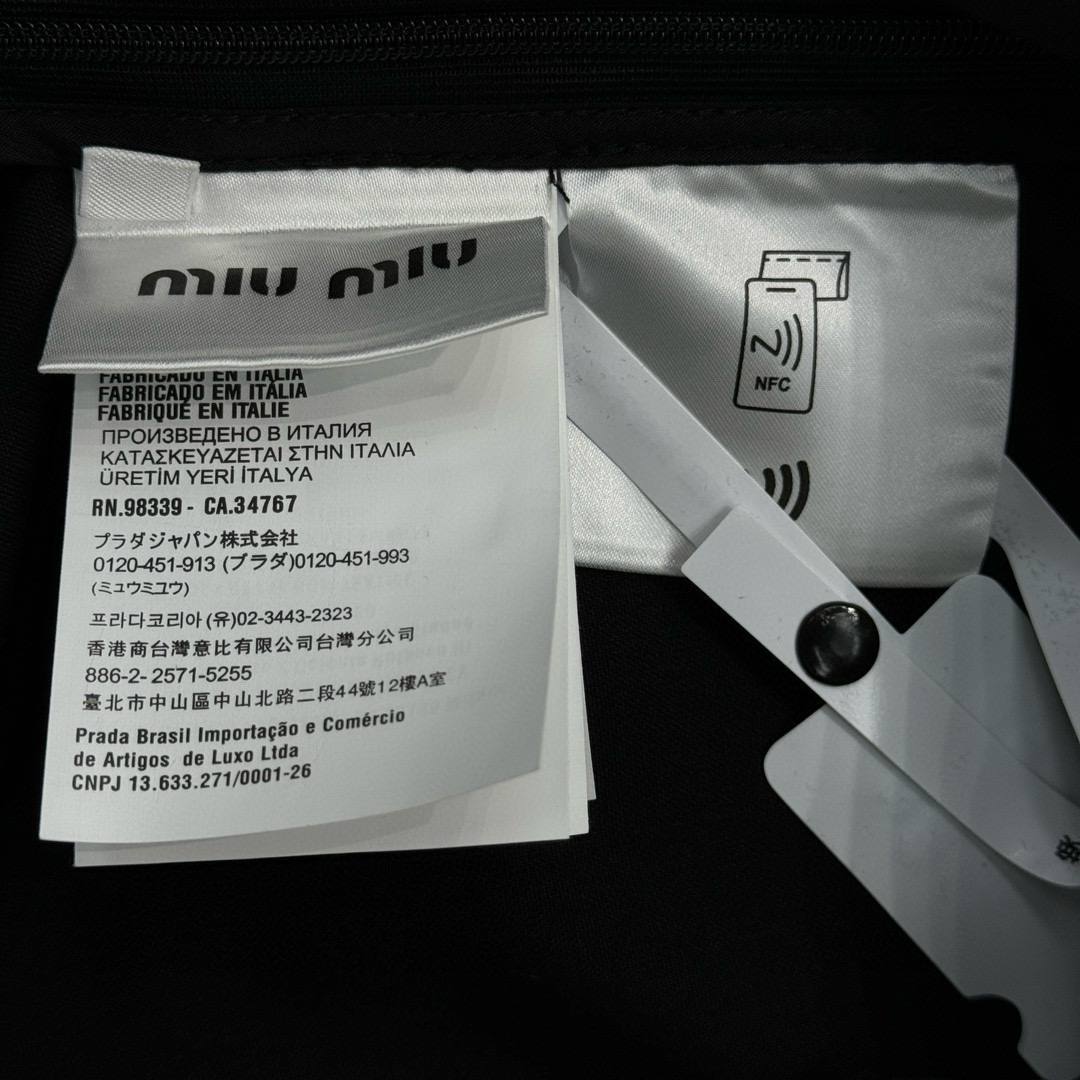 miu miu
FABRICADO EN ITALIA
FABRICADO EM ITÁLIA
FABRIQUÉ EN ITALIE
ПРОИЗВЕДЕНО В ИТАЛИЯ
ΚΑΤΑΣΚΕΥΑΖΕΤΑΙ ΣΤΗΝ ΙΤΑΛΙΑ
ÜRETİM YERİ İTALYA
RN.98339 - CA.34767
プラダジャパン株式会社
0120-451-913 (プラダ)0120-451-993
(ミュウミュウ)
프라다코리아(유)02-3443-2323
香港商台灣意比有限公司台灣分公司
886-2-2571-5255
臺北市中山區中山北路二段44號12樓A室
Prada Brasil Importação e Comércio
de Artigos de Luxo Ltda
CNPJ 13.633.271/0001-26
NFC